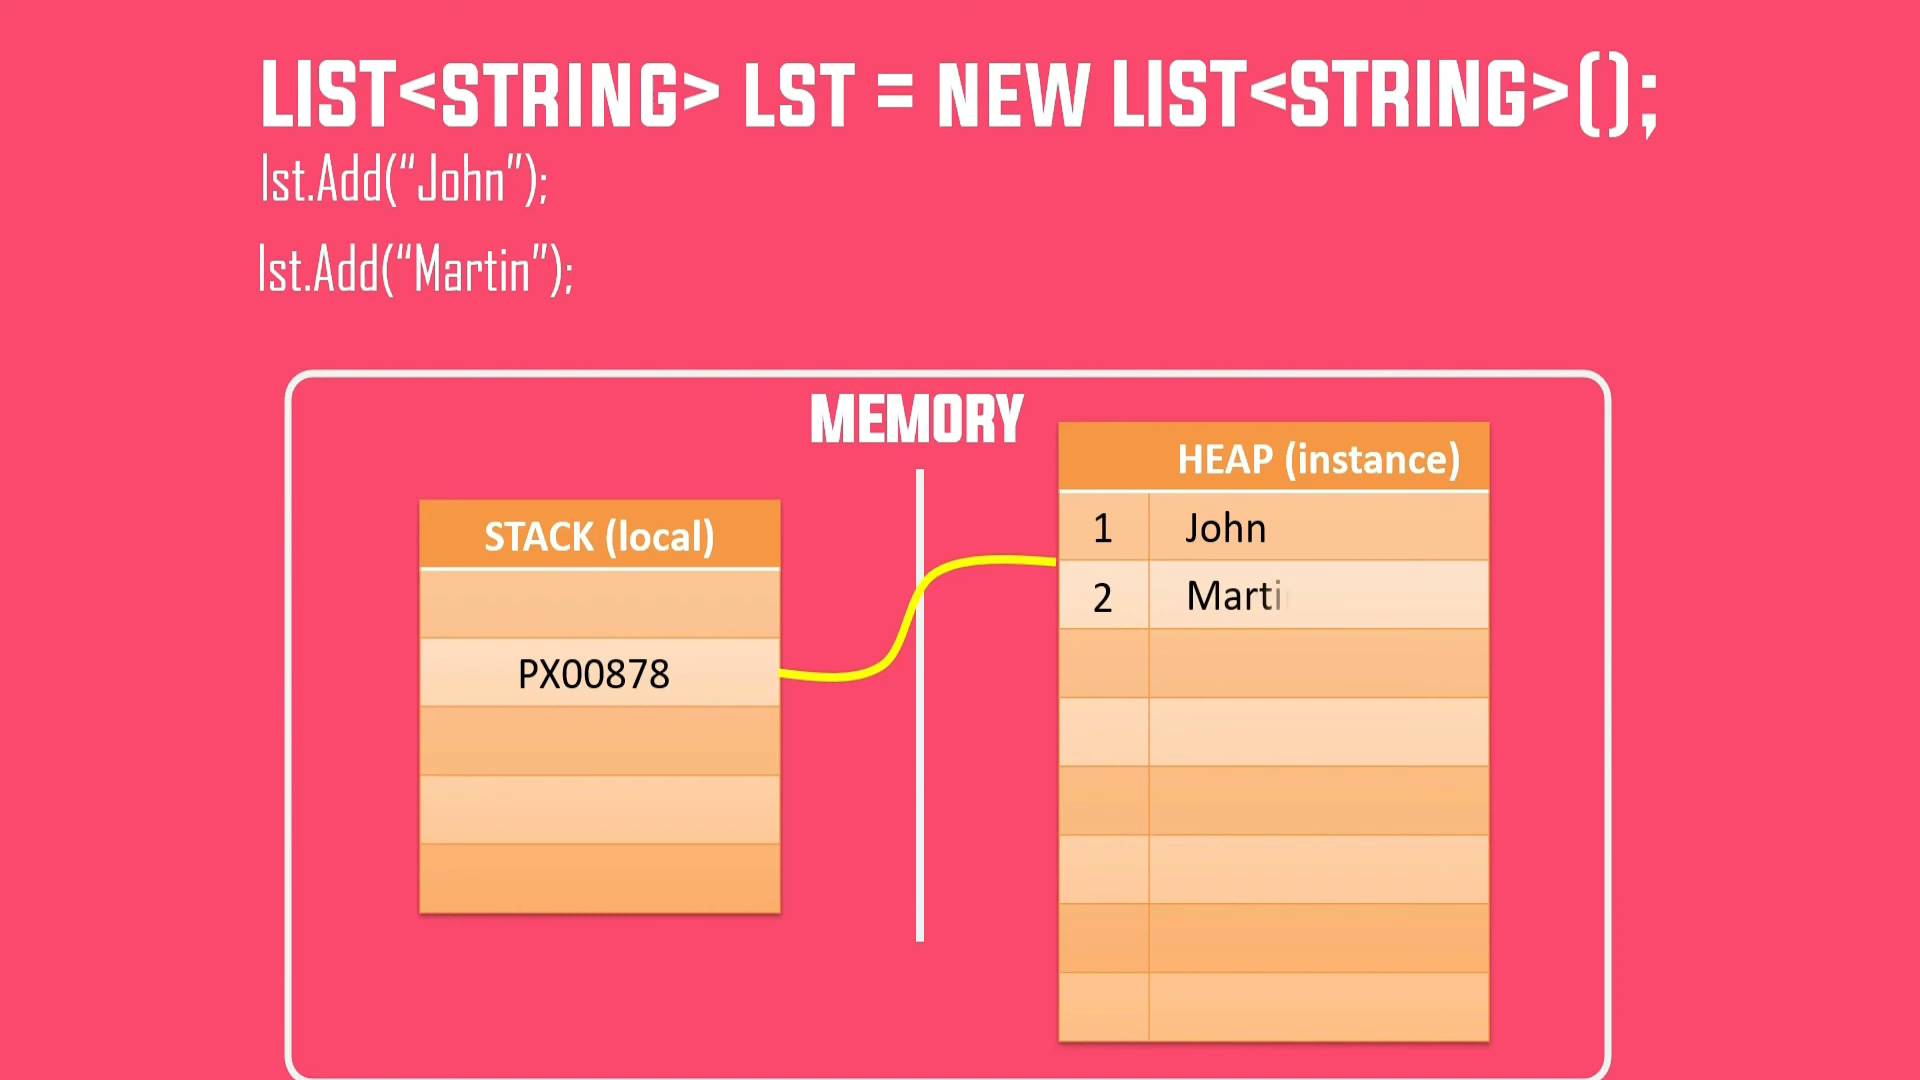 LIST<STRING> LST = NEW LIST<STRING>();
lst.Add(“John”);
lst.Add(“Martin”);
MEMORY
STACK (local)
PX00878
HEAP (instance)
1 John
2 Marti